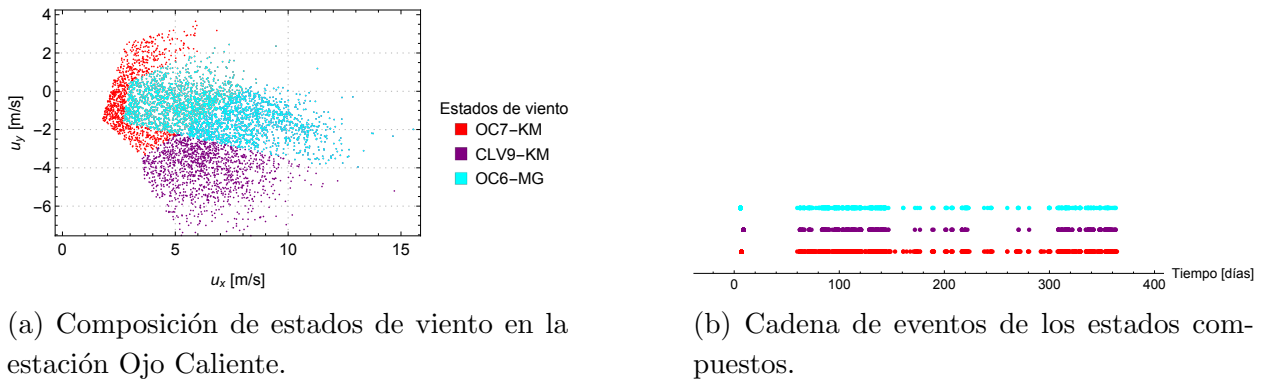 4
2
0
−2
−4
−6
0
5
10
15
u_y [m/s]
u_x [m/s]
Estados de viento
OC7−KM
CLV9−KM
OC6−MG
0
100
200
300
400
Tiempo [días]
(a) Composición de estados de viento en la
estación Ojo Caliente.
(b) Cadena de eventos de los estados com-
puestos.